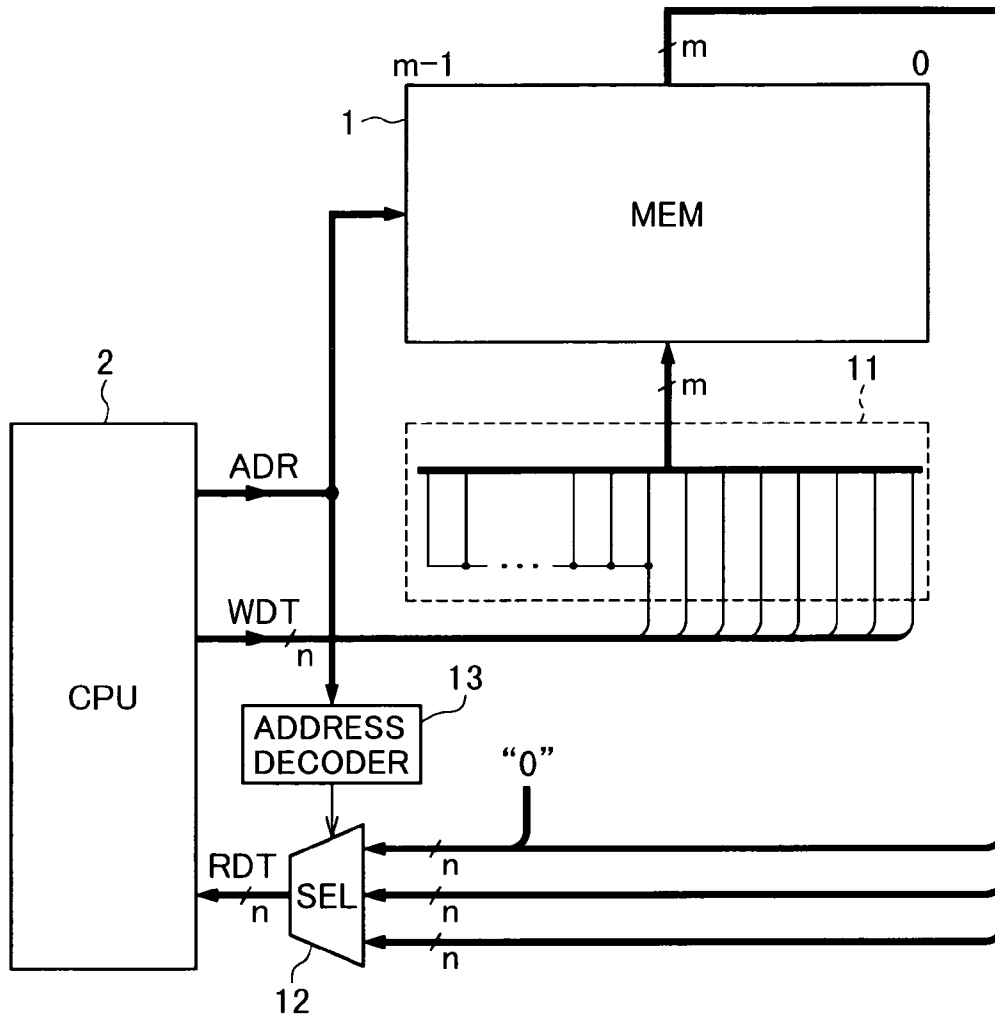 m
m-1
0
1
MEM
2
m
11
ADR
WDT
n
CPU
13
ADDRESS
DECODER
“0”
n
RDT
n
SEL
n
n
12